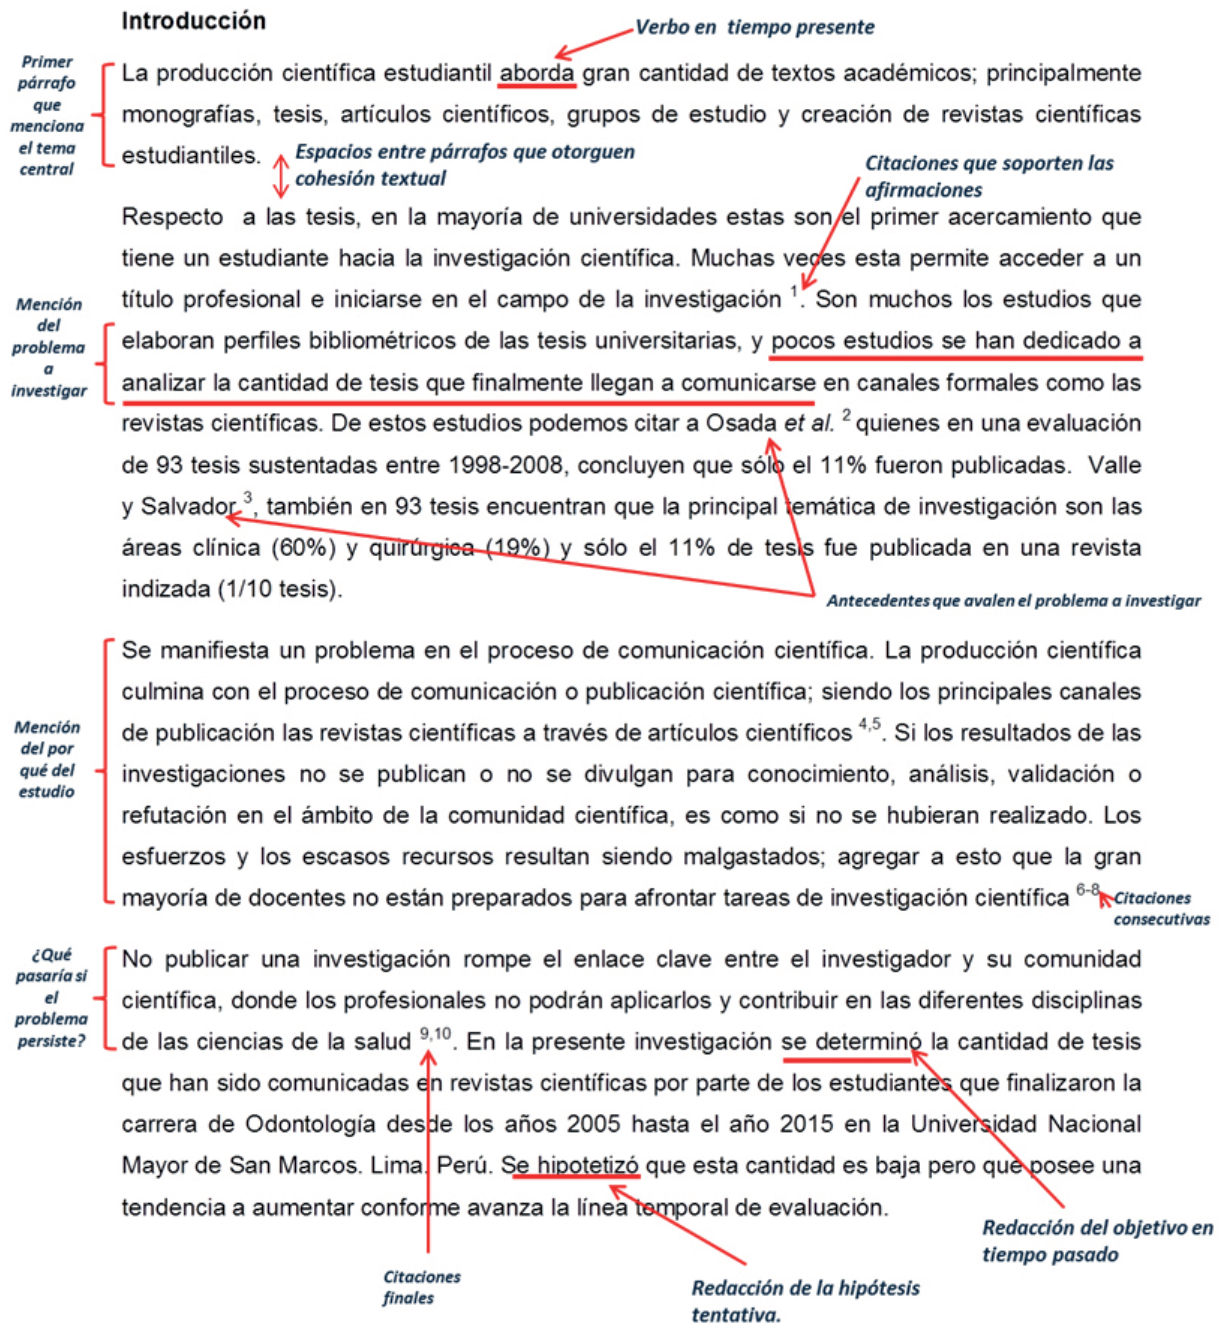 Introducción
Verbo en tiempo presente
Primer
párrafo
que
menciona
el tema
central
La producción científica estudiantil aborda gran cantidad de textos académicos; principalmente
monografías, tesis, artículos científicos, grupos de estudio y creación de revistas científicas
estudiantiles.
Espacios entre párrafos que otorguen
cohesión textual
Citaciones que soporten las
afirmaciones
Respecto a las tesis, en la mayoría de universidades estas son el primer acercamiento que
tiene un estudiante hacia la investigación científica. Muchas veces esta permite acceder a un
título profesional e iniciarse en el campo de la investigación 1. Son muchos los estudios que
Mención
del
problema
a
investigar
elaboran perfiles bibliométricos de las tesis universitarias, y pocos estudios se han dedicado a
analizar la cantidad de tesis que finalmente llegan a comunicarse en canales formales como las
revistas científicas. De estos estudios podemos citar a Osada et al. 2 quienes en una evaluación
de 93 tesis sustentadas entre 1998-2008, concluyen que sólo el 11% fueron publicadas. Valle
y Salvador 3, también en 93 tesis encuentran que la principal temática de investigación son las
áreas clínica (60%) y quirúrgica (19%) y sólo el 11% de tesis fue publicada en una revista
indizada (1/10 tesis).
Antecedentes que avalen el problema a investigar
Mención
del por
qué del
estudio
Se manifiesta un problema en el proceso de comunicación científica. La producción científica
culmina con el proceso de comunicación o publicación científica; siendo los principales canales
de publicación las revistas científicas a través de artículos científicos 4,5. Si los resultados de las
investigaciones no se publican o no se divulgan para conocimiento, análisis, validación o
refutación en el ámbito de la comunidad científica, es como si no se hubieran realizado. Los
esfuerzos y los escasos recursos resultan siendo malgastados; agregar a esto que la gran
mayoría de docentes no están preparados para afrontar tareas de investigación científica 6-8.
Citaciones
consecutivas
¿Qué
pasaría si
el
problema
persiste?
No publicar una investigación rompe el enlace clave entre el investigador y su comunidad
científica, donde los profesionales no podrán aplicarlos y contribuir en las diferentes disciplinas
de las ciencias de la salud 9,10. En la presente investigación se determinó la cantidad de tesis
que han sido comunicadas en revistas científicas por parte de los estudiantes que finalizaron la
carrera de Odontología desde los años 2005 hasta el año 2015 en la Universidad Nacional
Mayor de San Marcos. Lima. Perú. Se hipotetizó que esta cantidad es baja pero que posee una
tendencia a aumentar conforme avanza la línea temporal de evaluación.
Redacción del objetivo en
tiempo pasado
Citaciones
finales
Redacción de la hipótesis
tentativa.